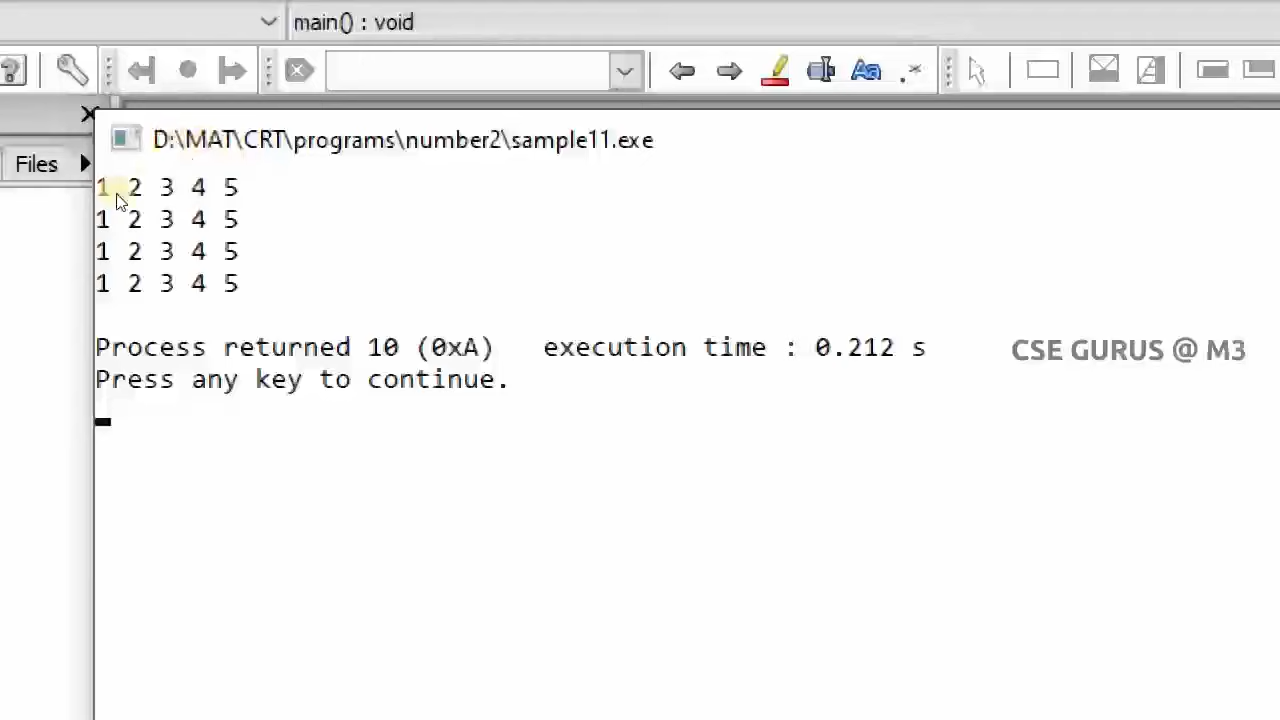 main() : void
D:\MAT\CRT\programs\number2\sample11.exe
Files
1 2 3 4 5
1 2 3 4 5
1 2 3 4 5
1 2 3 4 5
Process returned 10 (0xA)   execution time : 0.212 s
CSE GURUS @ M3
Press any key to continue.